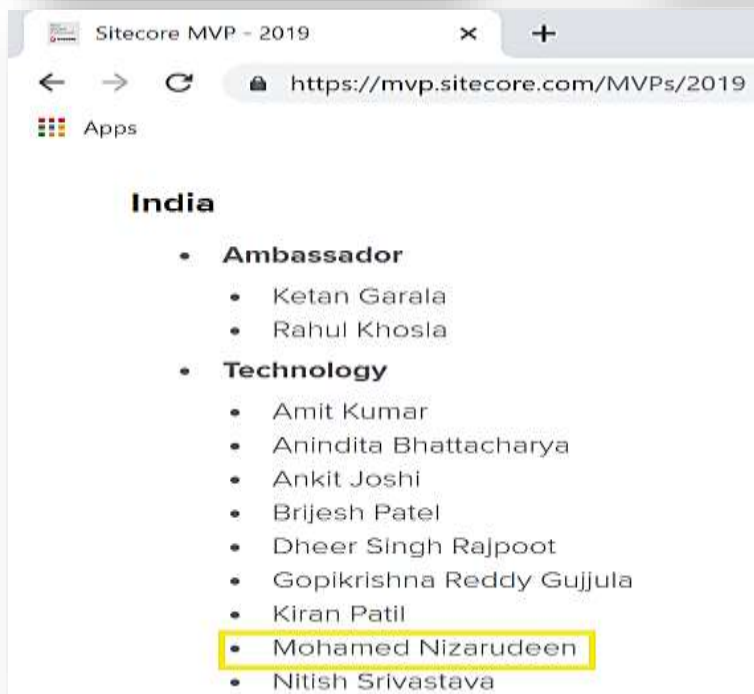 Sitecore MVP - 2019
https://mvp.sitecore.com/MVPs/2019
Apps
India
Ambassador
Ketan Garala
Rahul Khosla
Technology
Amit Kumar
Anindita Bhattacharya
Ankit Joshi
Brijesh Patel
Dheer Singh Rajpoot
Gopikrishna Reddy Gujjula
Kiran Patil
Mohamed Nizarudeen
Nitish Srivastava